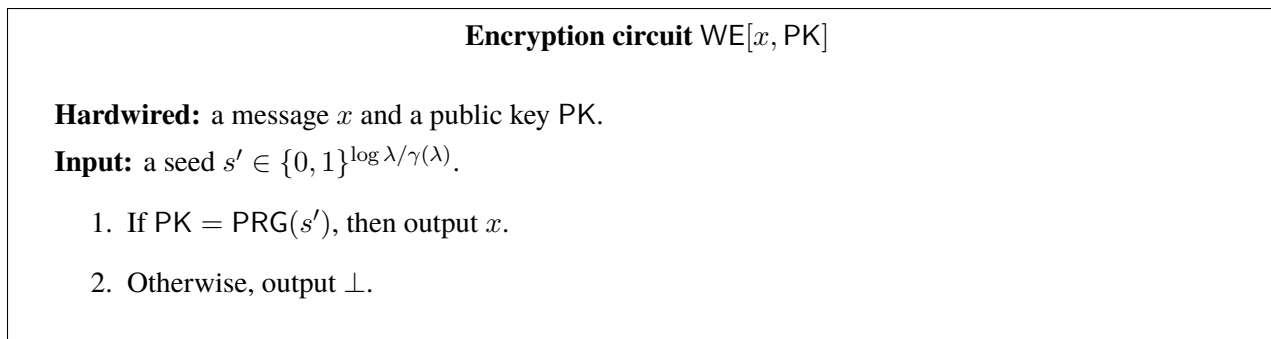 Encryption circuit WE[x, PK]
Hardwired: a message x and a public key PK.
Input: a seed s′ ∈ {0, 1}^{log λ/γ(λ)}.
1. If PK = PRG(s′), then output x.
2. Otherwise, output ⊥.